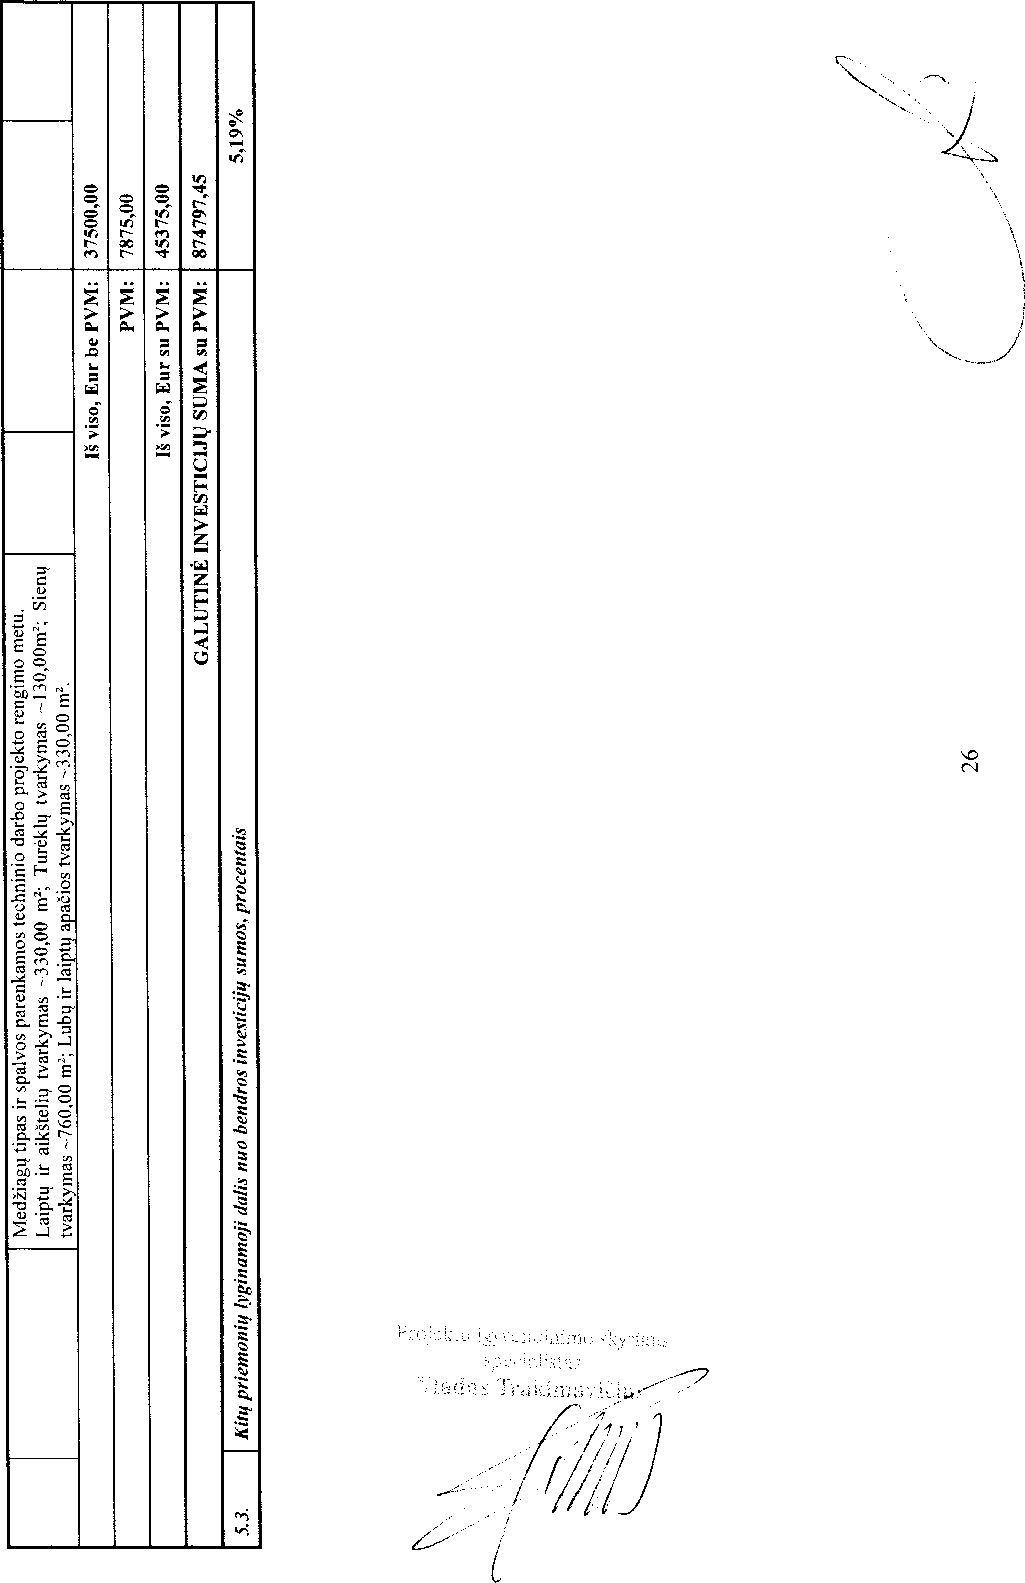 Medžiagų tipas ir spalvos parenkamos techninio darbo projekto rengimo metu.
Laiptų ir aikštelių tvarkymas ~330,00 m²; Turėklų tvarkymas ~130,00m²; Sienų
tvarkymas ~760,00 m²; Lubų ir laiptų apačios tvarkymas ~330,00 m².
Iš viso, Eur be PVM: 37500,00
PVM: 7875,00
Iš viso, Eur su PVM: 45375,00
GALUTINĖ INVESTICIJŲ SUMA su PVM: 874797,45
5.3. Kitų priemonių lyginamoji dalis nuo bendros investicijų sumos, procentais 5,19%
Projektų įgyvendinimo skyriaus
specialistas
Vladas Trakimavičius
26